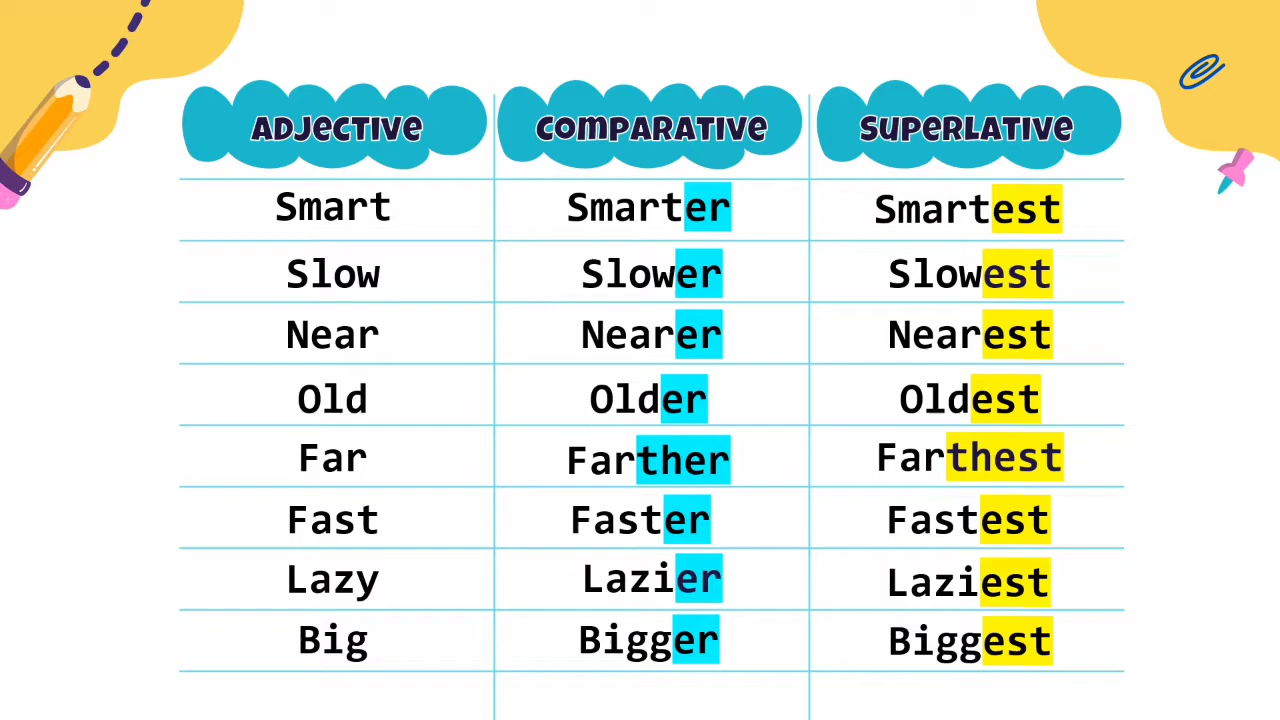 ADJECTIVE COMPARATIVE SUPERLATIVE
Smart Smarter Smartest
Slow Slower Slowest
Near Nearer Nearest
Old Older Oldest
Far Farther Farthest
Fast Faster Fastest
Lazy Lazier Laziest
Big Bigger Biggest